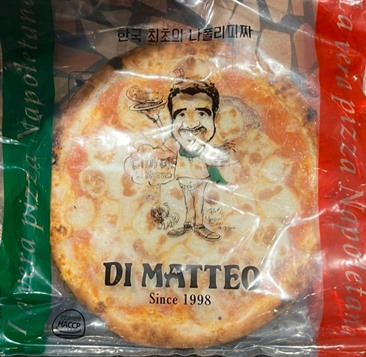 한국 최초의 나폴리피짜
La vera pizza Napoletana
La vera pizza Napoletana
DI MATTEO
Since 1998
HACCP